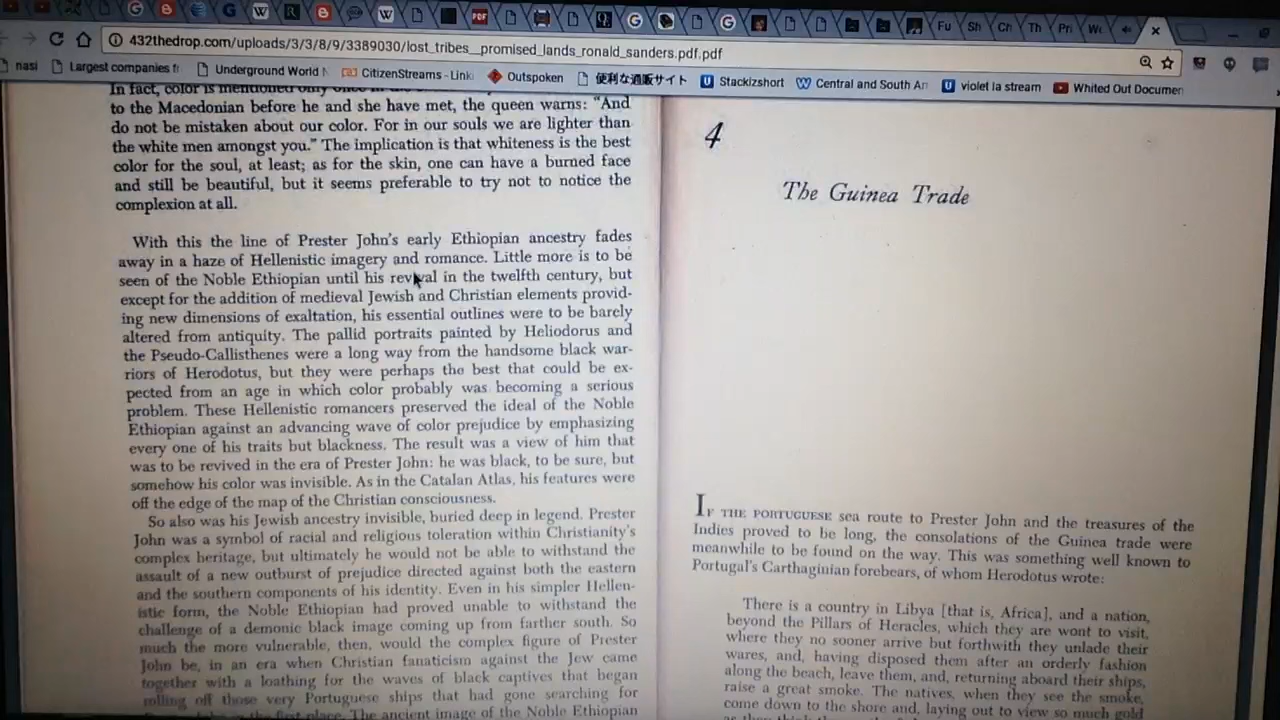 Fu
Sh
Ch
Th
Pri
We
432thedrop.com/uploads/3/3/8/9/3389030/lost_tribes__promised_lands_ronald_sanders.pdf.pdf
nasi
Largest companies fr
Underground World N
CitizenStreams - Link
Outspoken
便利な通販サイト
Stackizshort
Central and South Am
violet la stream
Whited Out Documen
In fact, color is mentioned only once in
to the Macedonian before he and she have met, the queen warns: "And
do not be mistaken about our color. For in our souls we are lighter than
the white men amongst you." The implication is that whiteness is the best
color for the soul, at least; as for the skin, one can have a burned face
and still be beautiful, but it seems preferable to try not to notice the
complexion at all.
With this the line of Prester John's early Ethiopian ancestry fades
away in a haze of Hellenistic imagery and romance. Little more is to be
seen of the Noble Ethiopian until his revival in the twelfth century, but
except for the addition of medieval Jewish and Christian elements provid-
ing new dimensions of exaltation, his essential outlines were to be barely
altered from antiquity. The pallid portraits painted by Heliodorus and
the Pseudo-Callisthenes were a long way from the handsome black war-
riors of Herodotus, but they were perhaps the best that could be ex-
pected from an age in which color probably was becoming a serious
problem. These Hellenistic romancers preserved the ideal of the Noble
Ethiopian against an advancing wave of color prejudice by emphasizing
every one of his traits but blackness. The result was a view of him that
was to be revived in the era of Prester John: he was black, to be sure, but
somehow his color was invisible. As in the Catalan Atlas, his features were
off the edge of the map of the Christian consciousness.
So also was his Jewish ancestry invisible, buried deep in legend. Prester
John was a symbol of racial and religious toleration within Christianity's
complex heritage, but ultimately he would not be able to withstand the
assault of a new outburst of prejudice directed against both the eastern
and the southern components of his identity. Even in his simpler Hellen-
istic form, the Noble Ethiopian had proved unable to withstand the
challenge of a demonic black image coming up from farther south. So
much the more vulnerable, then, would the complex figure of Prester
John be, in an era when Christian fanaticism against the Jew came
together with a loathing for the waves of black captives that began
rolling off those very Portuguese ships that had gone searching for
in the first place. The ancient image of the Noble Ethiopian
4
The Guinea Trade
IF THE PORTUGUESE sea route to Prester John and the treasures of the
Indies proved to be long, the consolations of the Guinea trade were
meanwhile to be found on the way. This was something well known to
Portugal's Carthaginian forebears, of whom Herodotus wrote:
There is a country in Libya [that is, Africa], and a nation,
beyond the Pillars of Heracles, which they are wont to visit,
where they no sooner arrive but forthwith they unlade their
wares, and, having disposed them after an orderly fashion
along the beach, leave them, and, returning aboard their ships,
raise a great smoke. The natives, when they see the smoke,
come down to the shore and, laying out to view so much gold